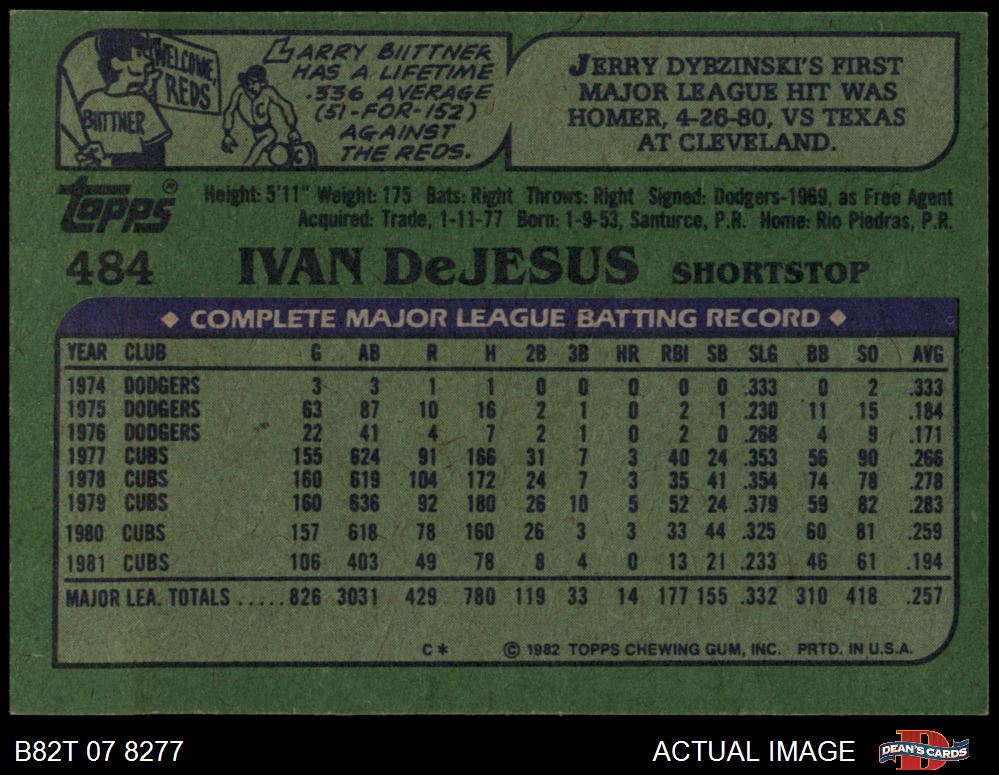 WELCOME,
REDS
BIITTNER
LARRY BIITTNER
HAS A LIFETIME
.336 AVERAGE
(51-FOR-152)
AGAINST
THE REDS.
C
C
JERRY DYBZINSKI'S FIRST
MAJOR LEAGUE HIT WAS
HOMER, 4-26-80, VS TEXAS
AT CLEVELAND.
topps®
Height: 5'11" Weight: 175 Bats: Right Throws: Right Signed: Dodgers-1969, as Free Agent
Acquired: Trade, 1-11-77 Born: 1-9-53, Santurce, P.R. Home: Rio Piedras, P.R.
484 IVAN DeJESUS SHORTSTOP
◆ COMPLETE MAJOR LEAGUE BATTING RECORD ◆
YEAR CLUB G AB R H 2B 3B HR RBI SB SLG BB SO AVG
1974 DODGERS 3 3 1 1 0 0 0 0 0 .333 0 2 .333
1975 DODGERS 63 87 10 16 2 1 0 2 1 .230 11 15 .184
1976 DODGERS 22 41 4 7 2 1 0 2 0 .268 4 9 .171
1977 CUBS 155 624 91 166 31 7 3 40 24 .353 56 90 .266
1978 CUBS 160 619 104 172 24 7 3 35 41 .354 74 78 .278
1979 CUBS 160 636 92 180 26 10 5 52 24 .379 59 82 .283
1980 CUBS 157 618 78 160 26 3 3 33 44 .325 60 81 .259
1981 CUBS 106 403 49 78 8 4 0 13 21 .233 46 61 .194
MAJOR LEA. TOTALS ..... 826 3031 429 780 119 33 14 177 155 .332 310 418 .257
C* © 1982 TOPPS CHEWING GUM, INC. PRTD. IN U.S.A.
B82T 07 8277 ACTUAL IMAGE D DEAN'S CARDS